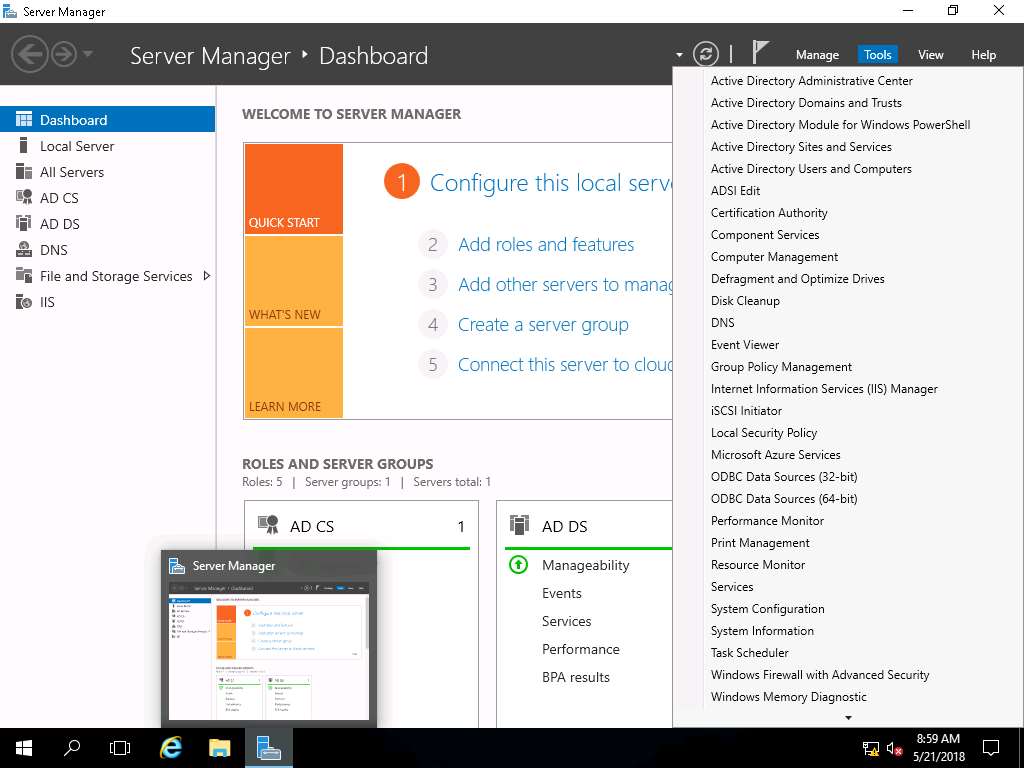 Server Manager
Server Manager ‣ Dashboard
Manage Tools View Help
Dashboard
Local Server
All Servers
AD CS
AD DS
DNS
File and Storage Services
IIS
WELCOME TO SERVER MANAGER
QUICK START
WHAT'S NEW
LEARN MORE
1 Configure this local serve
2 Add roles and features
3 Add other servers to manag
4 Create a server group
5 Connect this server to cloud
ROLES AND SERVER GROUPS
Roles: 5 | Server groups: 1 | Servers total: 1
AD CS 1
AD DS
Manageability
Events
Services
Performance
BPA results
Active Directory Administrative Center
Active Directory Domains and Trusts
Active Directory Module for Windows PowerShell
Active Directory Sites and Services
Active Directory Users and Computers
ADSI Edit
Certification Authority
Component Services
Computer Management
Defragment and Optimize Drives
Disk Cleanup
DNS
Event Viewer
Group Policy Management
Internet Information Services (IIS) Manager
iSCSI Initiator
Local Security Policy
Microsoft Azure Services
ODBC Data Sources (32-bit)
ODBC Data Sources (64-bit)
Performance Monitor
Print Management
Resource Monitor
Services
System Configuration
System Information
Task Scheduler
Windows Firewall with Advanced Security
Windows Memory Diagnostic
Server Manager
8:59 AM
5/21/2018